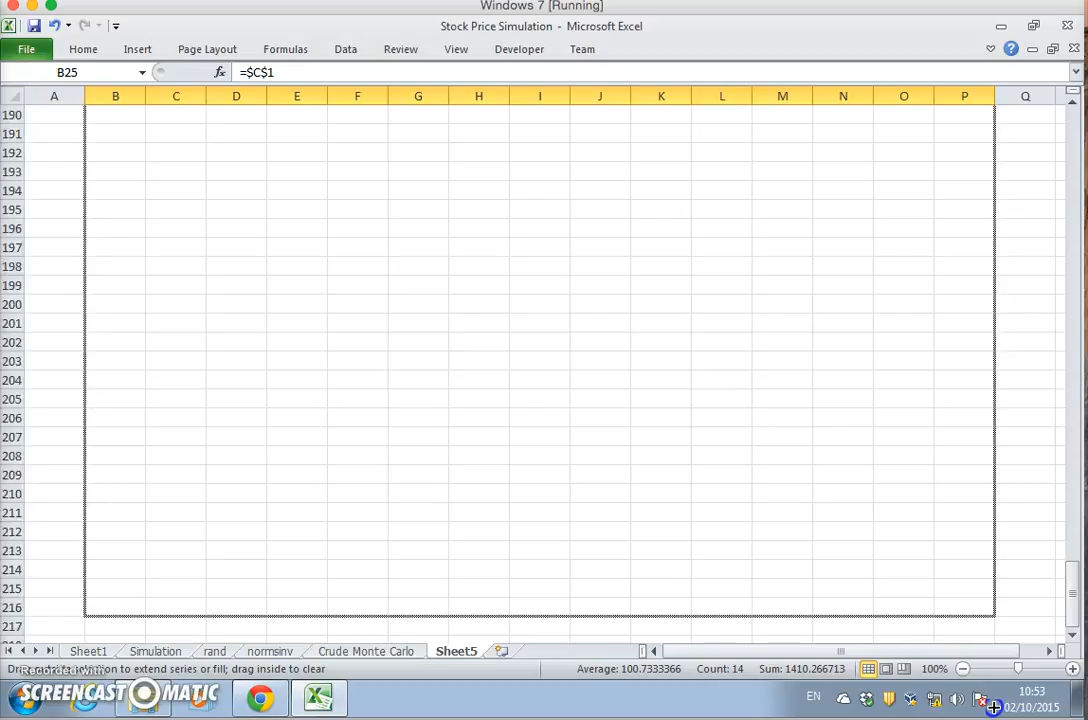 Windows 7 [Running]
Stock Price Simulation - Microsoft Excel
File Home Insert Page Layout Formulas Data Review View Developer Team
B25 fx =$C$1
A B C D E F G H I J K L M N O P Q
190
191
192
193
194
195
196
197
198
199
200
201
202
203
204
205
206
207
208
209
210
211
212
213
214
215
216
217
Sheet1 Simulation rand normsinv Crude Monte Carlo Sheet5
Drag outside selection to extend series or fill; drag inside to clear Average: 100.7333366 Count: 14 Sum: 1410.266713 100%
Recorded with
SCREENCAST MATIC
EN 10:53
02/10/2015